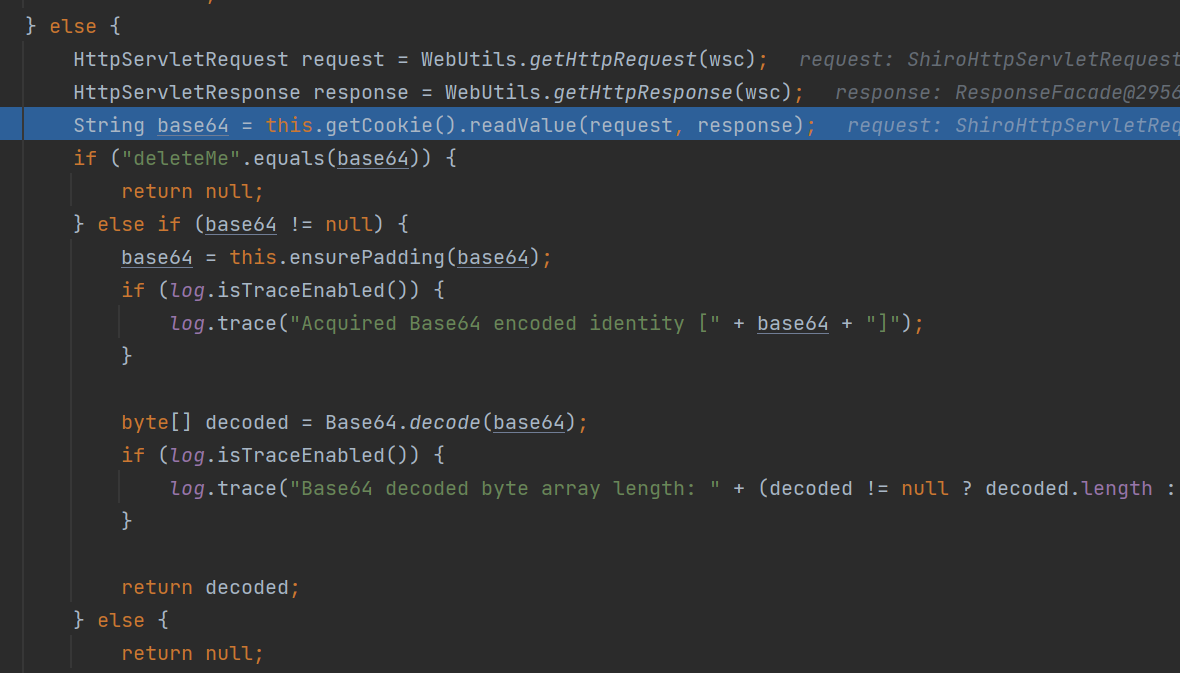 } else {
HttpServletRequest request = WebUtils.getHttpRequest(wsc); request: ShiroHttpServletRequest
HttpServletResponse response = WebUtils.getHttpResponse(wsc); response: ResponseFacade@2956
String base64 = this.getCookie().readValue(request, response); request: ShiroHttpServletReq
if ("deleteMe".equals(base64)) {
return null;
} else if (base64 != null) {
base64 = this.ensurePadding(base64);
if (log.isTraceEnabled()) {
log.trace("Acquired Base64 encoded identity [" + base64 + "]");
}
byte[] decoded = Base64.decode(base64);
if (log.isTraceEnabled()) {
log.trace("Base64 decoded byte array length: " + (decoded != null ? decoded.length :
}
return decoded;
} else {
return null;